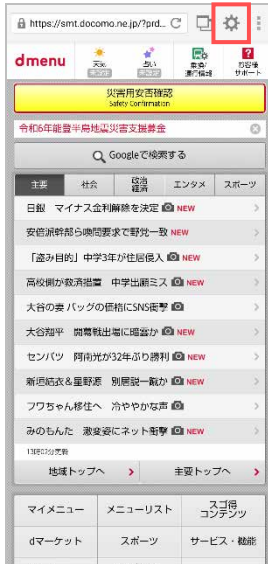 https://smt.docomo.ne.jp/?prd...
dmenu
天気
未設定
占い
未設定
乗換/
運行情報
お客様
サポート
災害用安否確認
Safety Confirmation
令和6年能登半島地震災害支援募金
Googleで検索する
主要
社会
政治
経済
エンタメ
スポーツ
日銀 マイナス金利解除を決定 NEW
安倍派幹部ら喚問要求で野党一致 NEW
「盗み目的」中学3年が住居侵入 NEW
高校側が救済措置 中学出願ミス NEW
大谷の妻 バッグの価格にSNS衝撃
大谷翔平 開幕戦出場に暗雲か NEW
センバツ 阿南光が32年ぶり勝利 NEW
新垣結衣&星野源 別居説一蹴か NEW
フワちゃん移住へ 冷ややかな声
みのもんた 激変姿にネット衝撃 NEW
地域トップへ
主要トップへ
マイメニュー
メニューリスト
スゴ得
コンテンツ
dマーケット
スポーツ
サービス・機能